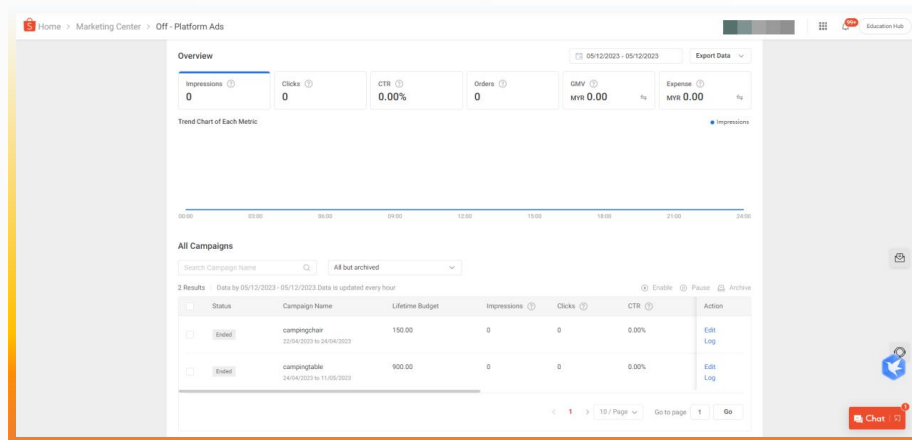 Home > Marketing Center > Off - Platform Ads
99+
Education Hub
Overview
05/12/2023 - 05/12/2023
Export Data
Impressions
0
Clicks
0
CTR
0.00%
Orders
0
GMV
MYR 0.00
Expense
MYR 0.00
Trend Chart of Each Metric
Impressions
00:00 03:00 06:00 09:00 12:00 15:00 18:00 21:00 24:00
All Campaigns
Search Campaign Name
All but archived
2 Results Data by 05/12/2023 - 05/12/2023.Data is updated every hour
Enable Pause Archive
Status Campaign Name Lifetime Budget Impressions Clicks CTR Action
Ended campingchair 150.00 0 0 0.00% Edit
22/04/2023 to 24/04/2023 Log
Ended campingtable 900.00 0 0 0.00% Edit
24/04/2023 to 11/05/2023 Log
< 1 > 10 / Page Go to page 1 Go
Chat